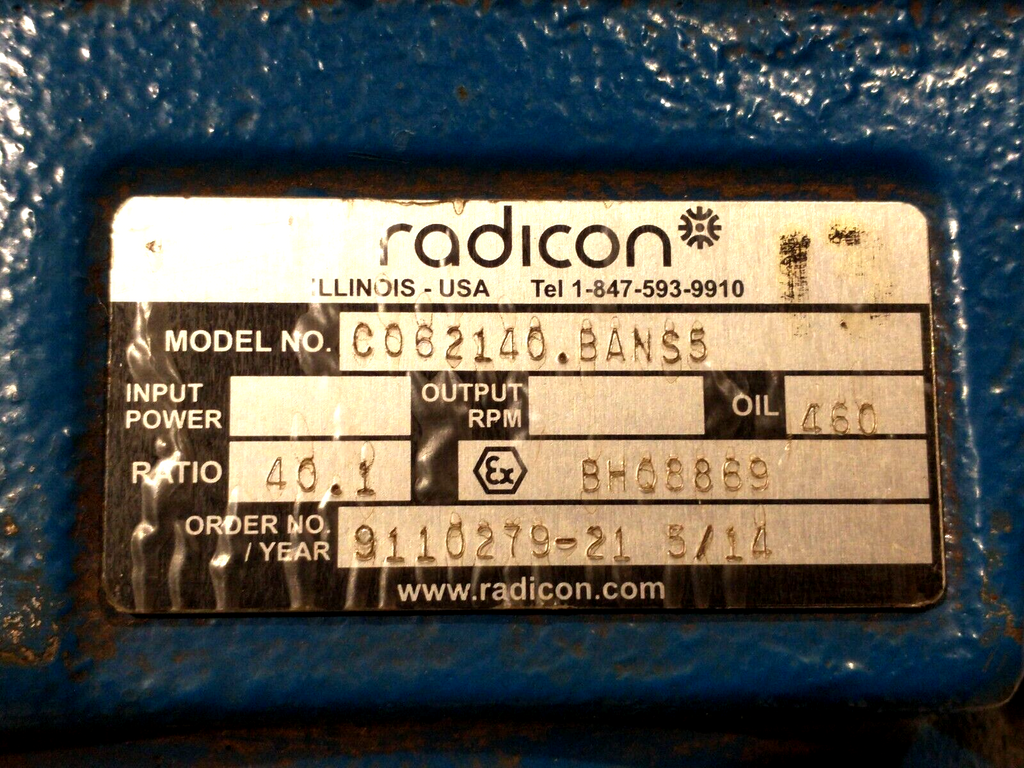 radicon
ILLINOIS - USA Tel 1-847-593-9910
MODEL NO. C062140.BANS5
INPUT POWER OUTPUT RPM OIL 460
RATIO 40.1 Ex BHQ8869
ORDER NO. / YEAR 9110279-21 5/14
www.radicon.com